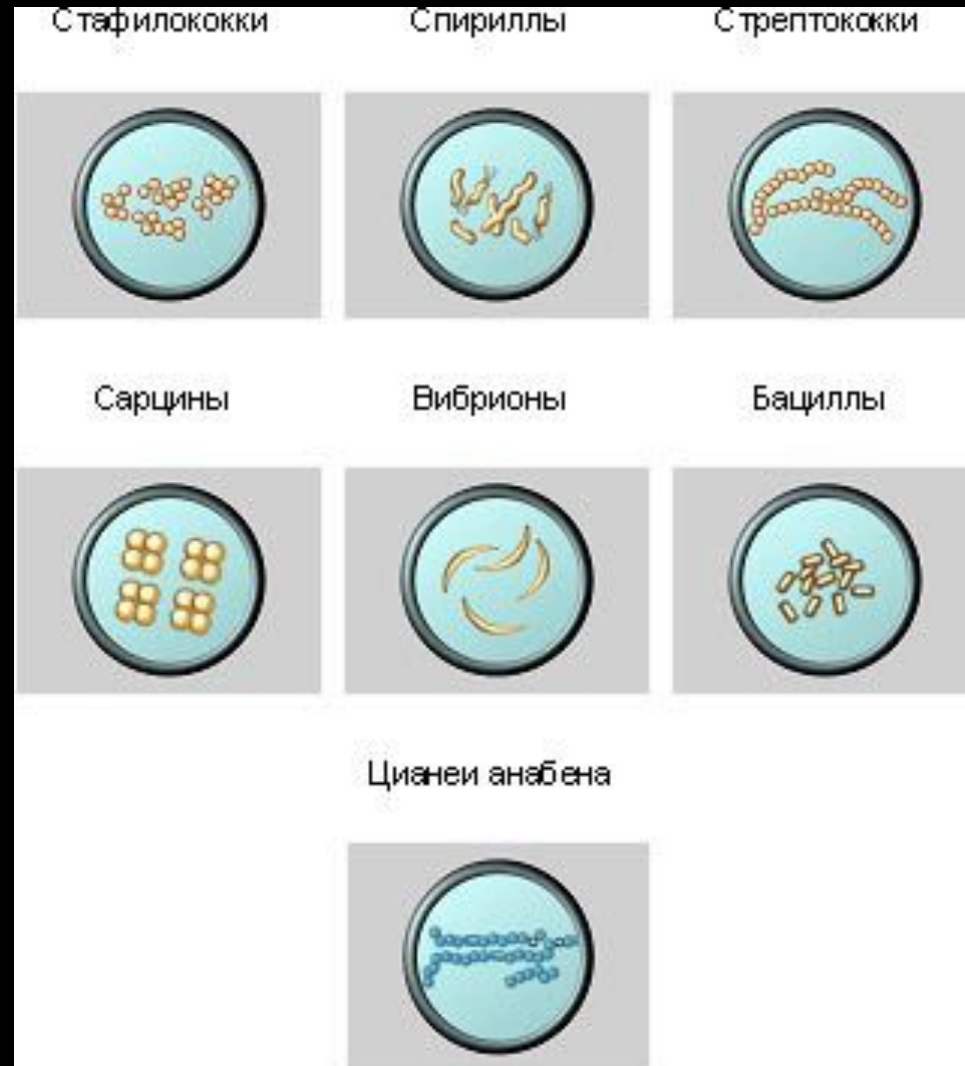 Стафилококки Спириллы Стрептококки
Сарцины Вибрионы Бациллы
Цианеи анабена